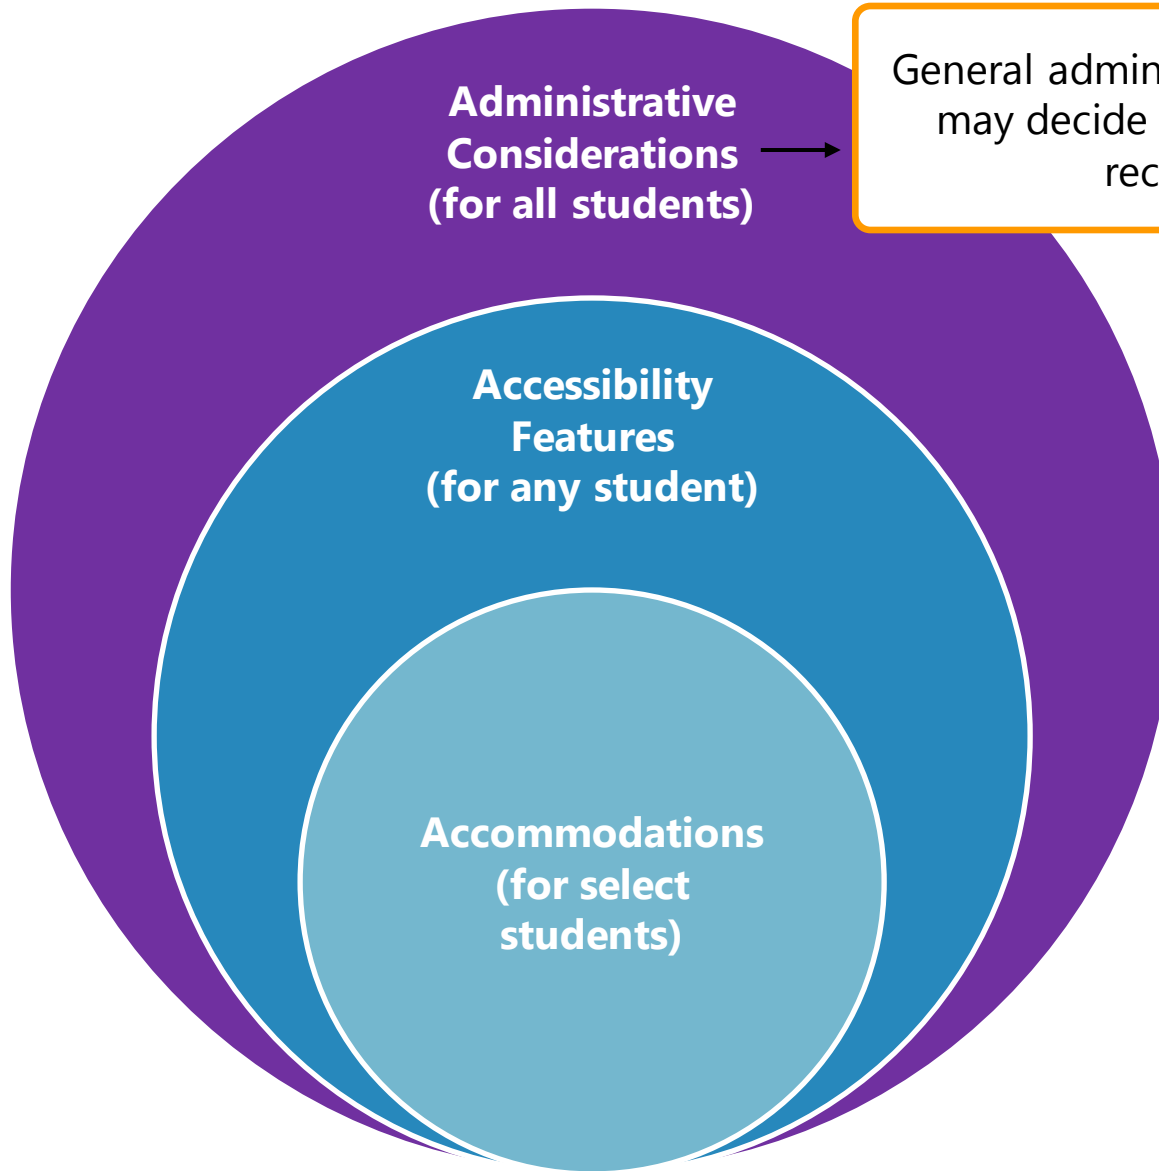 Administrative
Considerations
(for all students)
General admin
may decide
rec
Accessibility
Features
(for any student)
Accommodations
(for select
students)